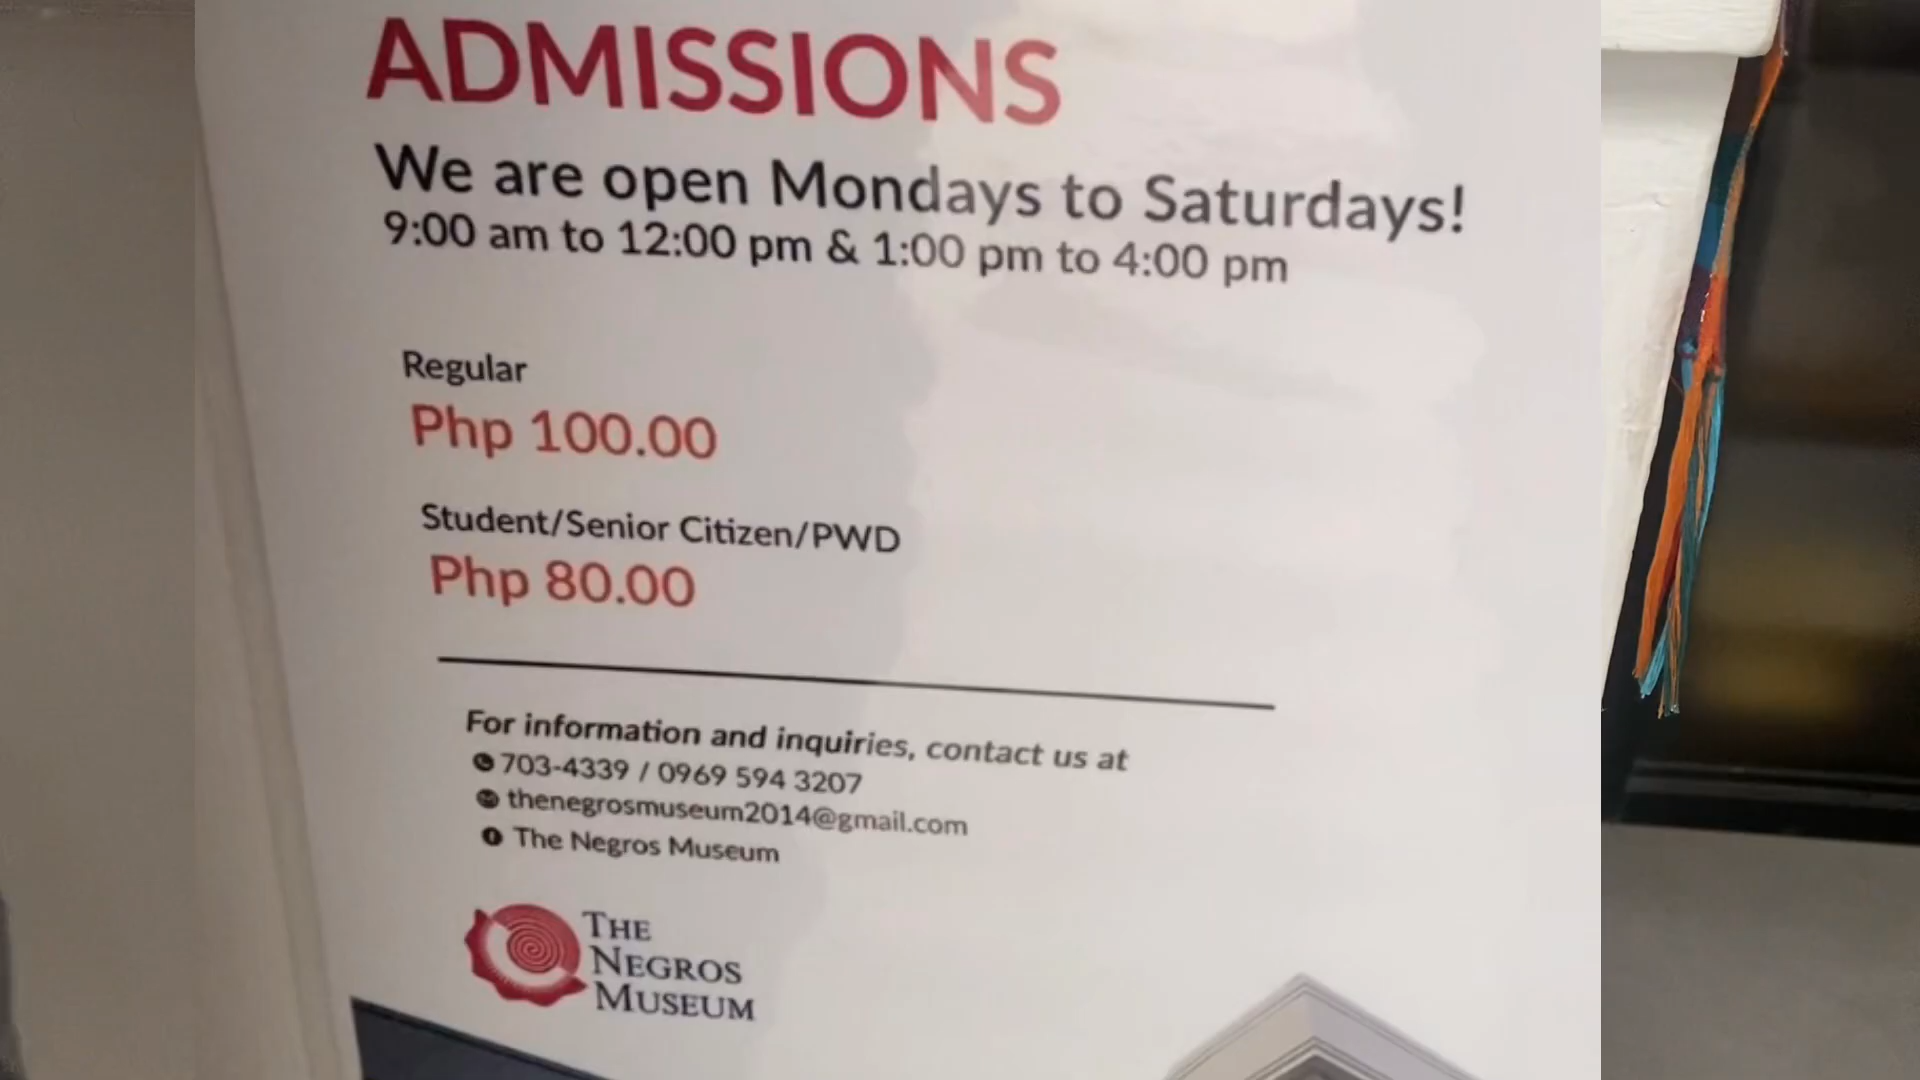 ADMISSIONS
We are open Mondays to Saturdays!
9:00 am to 12:00 pm & 1:00 pm to 4:00 pm
Regular
Php 100.00
Student/Senior Citizen/PWD
Php 80.00
For information and inquiries, contact us at
703-4339 / 0969 594 3207
thenegrosmuseum2014@gmail.com
The Negros Museum
THE
NEGROS
MUSEUM